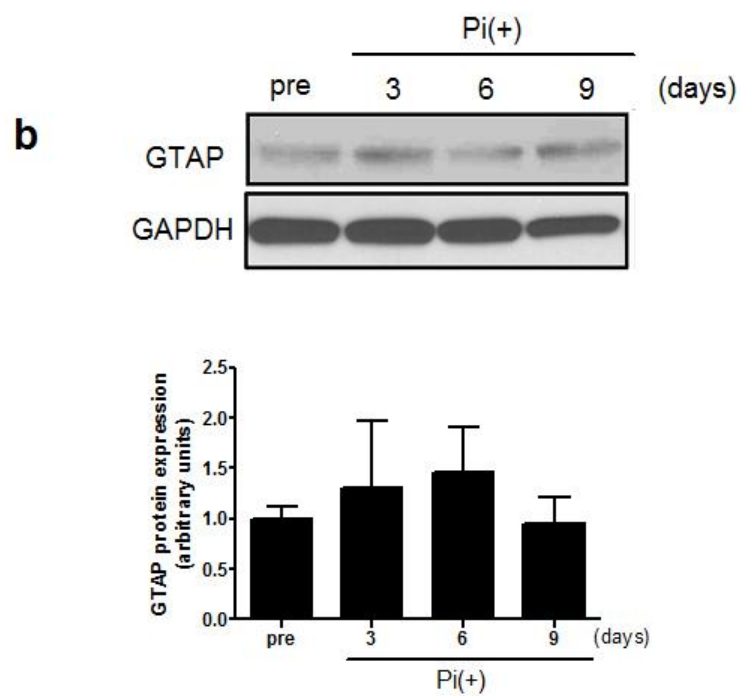 Pi(+)
pre 3 6 9 (days)
b
GTAP
GAPDH
GTAP protein expression
(arbitrary units)
2.5
2.0
1.5
1.0
0.5
0.0
pre 3 6 9 (days)
Pi(+)